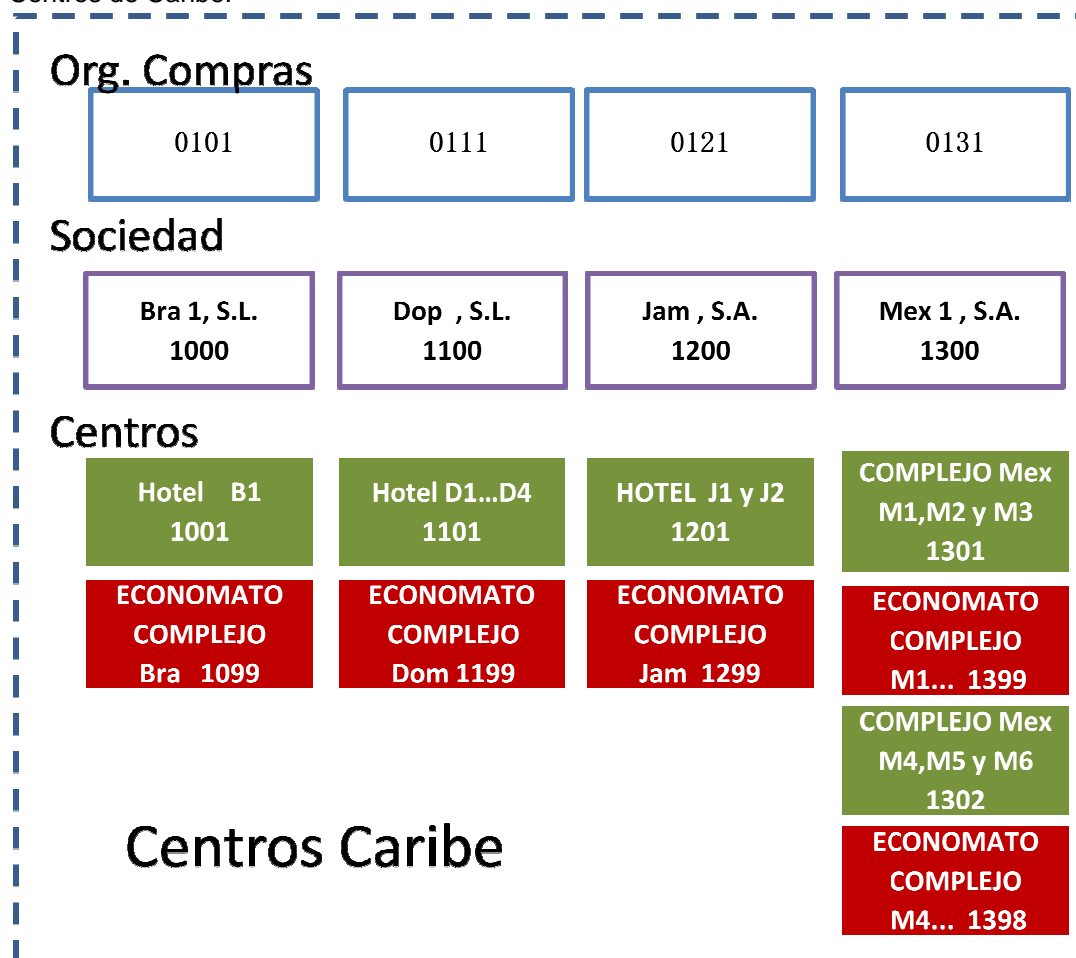 Centros de Caribe.
Org. Compras
0101 0111 0121 0131
Sociedad
Bra 1, S.L.
1000
Dop , S.L.
1100
Jam , S.A.
1200
Mex 1 , S.A.
1300
Centros
Hotel B1
1001
Hotel D1...D4
1101
HOTEL J1 y J2
1201
COMPLEJO Mex
M1,M2 y M3
1301
ECONOMATO
COMPLEJO
Bra 1099
ECONOMATO
COMPLEJO
Dom 1199
ECONOMATO
COMPLEJO
Jam 1299
ECONOMATO
COMPLEJO
M1... 1399
COMPLEJO Mex
M4,M5 y M6
1302
ECONOMATO
COMPLEJO
M4... 1398
Centros Caribe